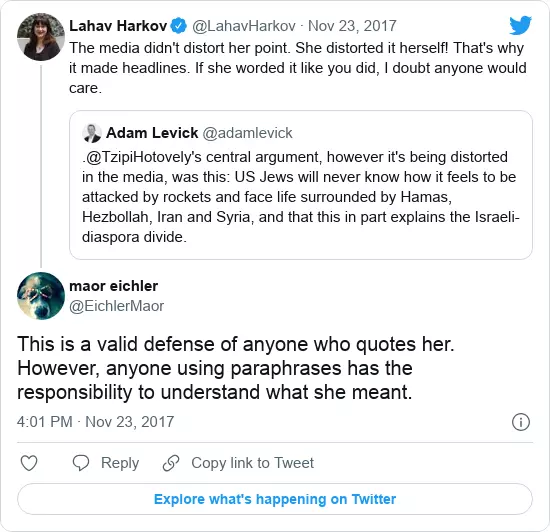 Lahav Harkov @LahavHarkov · Nov 23, 2017
The media didn't distort her point. She distorted it herself! That's why
it made headlines. If she worded it like you did, I doubt anyone would
care.
Adam Levick @adamlevick
.@TzipiHotovely's central argument, however it's being distorted
in the media, was this: US Jews will never know how it feels to be
attacked by rockets and face life surrounded by Hamas,
Hezbollah, Iran and Syria, and that this in part explains the Israeli-
diaspora divide.
maor eichler
@EichlerMaor
This is a valid defense of anyone who quotes her.
However, anyone using paraphrases has the
responsibility to understand what she meant.
4:01 PM · Nov 23, 2017
Reply Copy link to Tweet
Explore what's happening on Twitter